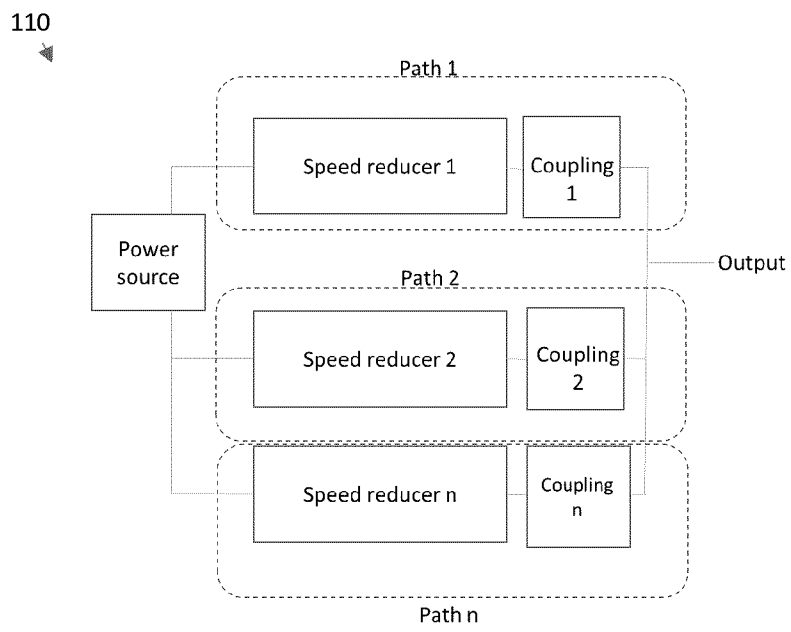 110
Path 1
Speed reducer 1
Coupling
1
Power
source
Output
Path 2
Speed reducer 2
Coupling
2
Speed reducer n
Coupling
n
Path n